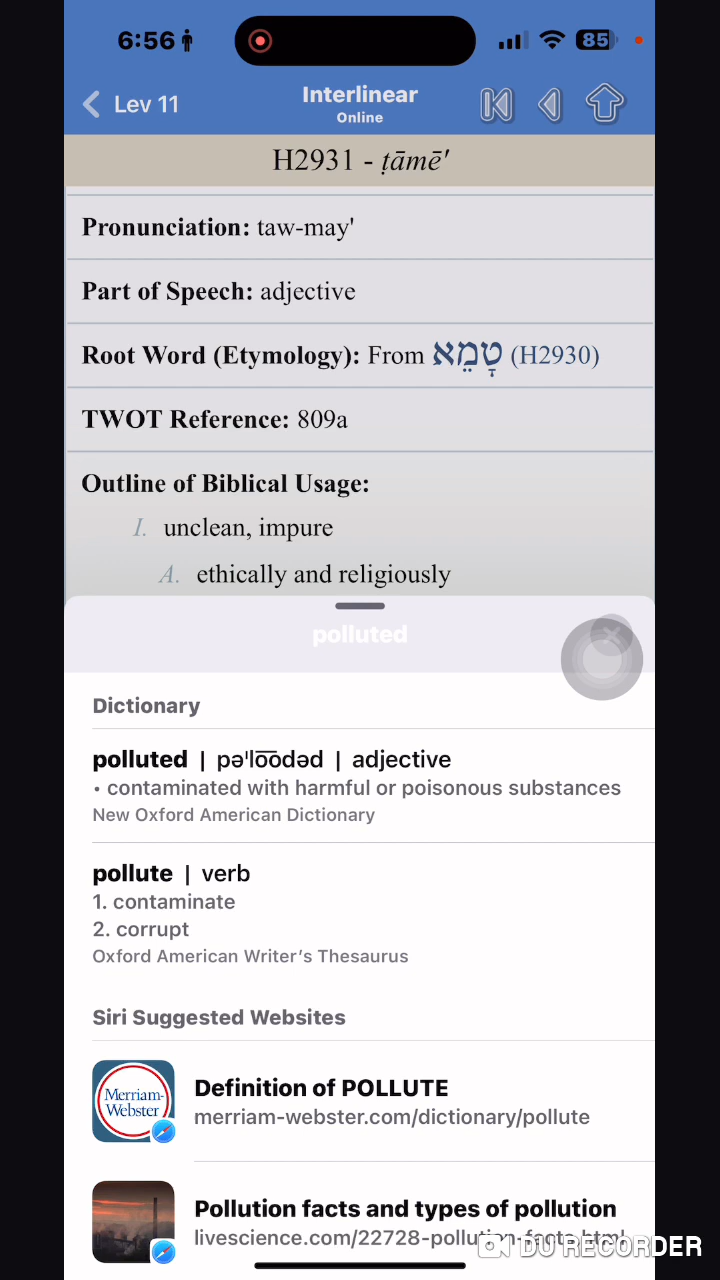 6:56
85
Lev 11
Interlinear
Online
H2931 - ṭāmē'
Pronunciation: taw-may'
Part of Speech: adjective
Root Word (Etymology): From טָמֵא (H2930)
TWOT Reference: 809a
Outline of Biblical Usage:
I. unclean, impure
A. ethically and religiously
polluted
Dictionary
polluted | pəˈlo͞odəd | adjective
• contaminated with harmful or poisonous substances
New Oxford American Dictionary
pollute | verb
1. contaminate
2. corrupt
Oxford American Writer’s Thesaurus
Siri Suggested Websites
Merriam-
Webster
Definition of POLLUTE
merriam-webster.com/dictionary/pollute
Pollution facts and types of pollution
livescience.com/22728-pollution-facts.html
DU RECORDER